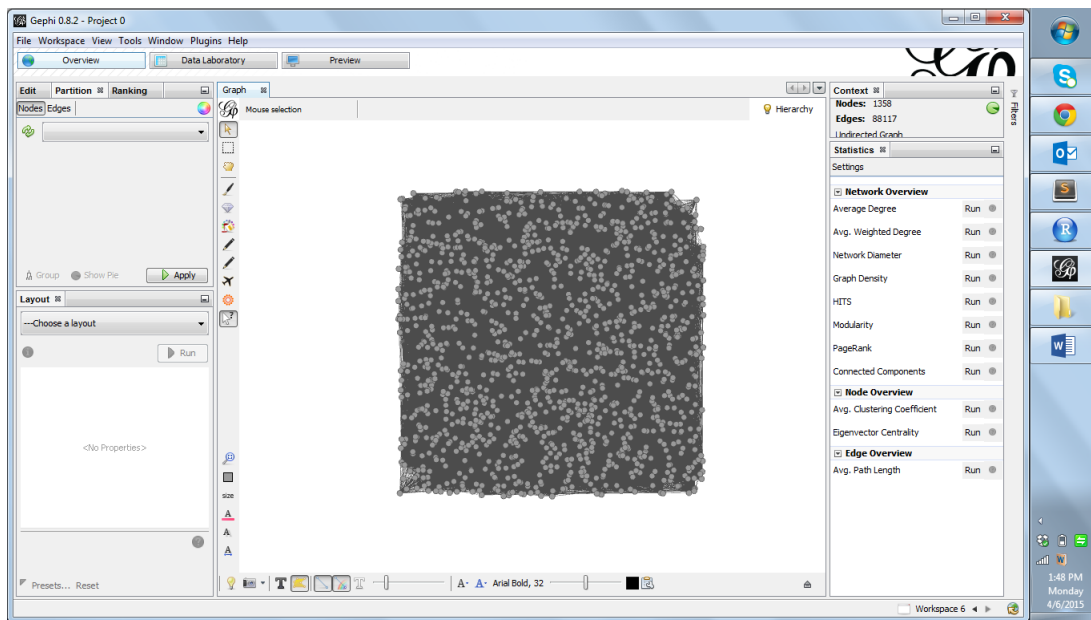 Gephi 0.8.2 - Project 0
File Workspace View Tools Window Plugins Help
Overview
Data Laboratory
Preview
Edit Partition Ranking
Nodes Edges
Group Show Pie Apply
Layout
---Choose a layout
Run
<No Properties>
Presets... Reset
Graph
Mouse selection
Hierarchy
size
A
A
A
T
T
A- A- Arial Bold, 32
Context
Nodes: 1358
Edges: 88117
Undirected Graph
Filters
Statistics
Settings
Network Overview
Average Degree Run
Avg. Weighted Degree Run
Network Diameter Run
Graph Density Run
HITS Run
Modularity Run
PageRank Run
Connected Components Run
Node Overview
Avg. Clustering Coefficient Run
Eigenvector Centrality Run
Edge Overview
Avg. Path Length Run
Workspace 6
1:48 PM
Monday
4/6/2015